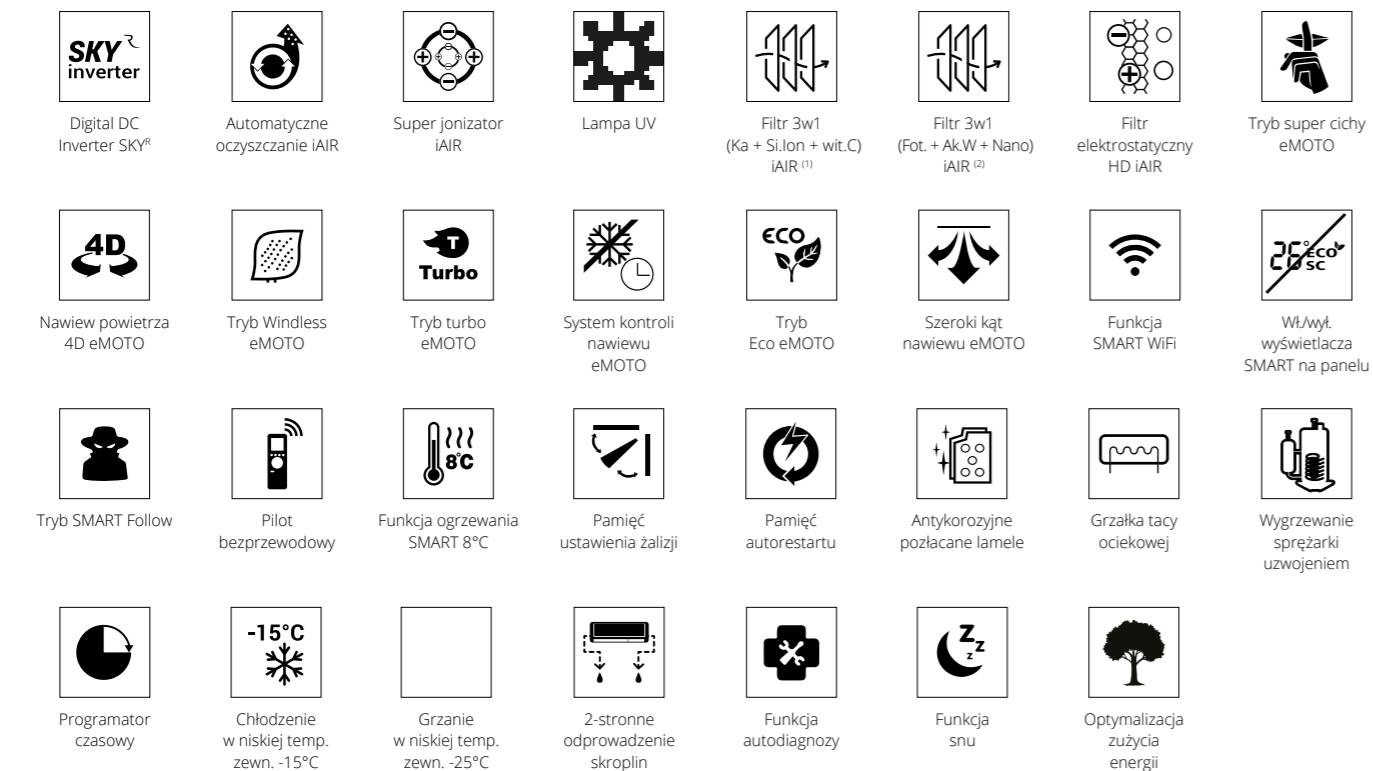 SKY R
inverter
Digital DC
Inverter SKYᴿ
Automatyczne
oczyszczanie iAIR
Super jonizator
iAIR
Lampa UV
Filtr 3w1
(Ka + Si.Ion + wit.C)
iAIR ⁽¹⁾
Filtr 3w1
(Fot. + Ak.W + Nano)
iAIR ⁽²⁾
Filtr
elektrostatyczny
HD iAIR
Tryb super cichy
eMOTO
4D
Nawiew powietrza
4D eMOTO
Tryb Windless
eMOTO
T
Turbo
Tryb turbo
eMOTO
System kontroli
nawiewu
eMOTO
ECO
Tryb
Eco eMOTO
Szeroki kąt
nawiewu eMOTO
Funkcja
SMART WiFi
26° ECO
SC
Wł./wył.
wyświetlacza
SMART na panelu
Tryb SMART Follow
Pilot
bezprzewodowy
8°C
Funkcja ogrzewania
SMART 8°C
Pamięć
ustawienia żalizji
Pamięć
autorestartu
Antykorozyjne
pozłacane lamele
Grzałka tacy
ociekowej
Wygrzewanie
sprężarki
uzwojeniem
Programator
czasowy
-15°C
Chłodzenie
w niskiej temp.
zewn. -15°C
Grzanie
w niskiej temp.
zewn. -25°C
2-stronne
odprowadzenie
skroplin
Funkcja
autodiagnozy
Z Z
z
Funkcja
snu
Optymalizacja
zużycia
energii